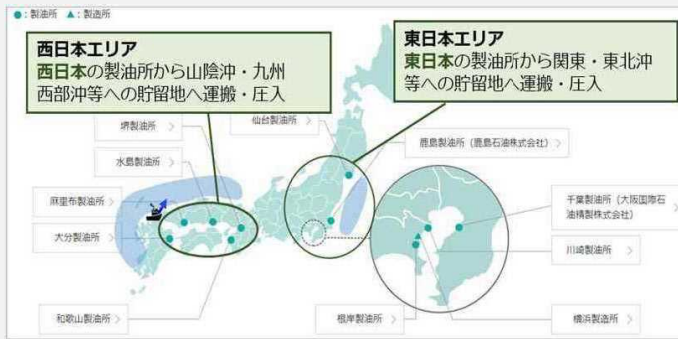 ●：製油所 ▲：製造所
西日本エリア
西日本の製油所から山陰沖・九州
西部沖等への貯留地へ運搬・圧入
東日本エリア
東日本の製油所から関東・東北沖
等への貯留地へ運搬・圧入
堺製油所
仙台製油所
鹿島製油所（鹿島石油株式会社）
水島製油所
麻里布製油所
千葉製油所（大阪国際石
油精製株式会社）
大分製油所
川崎製油所
和歌山製油所
根岸製油所
横浜製造所